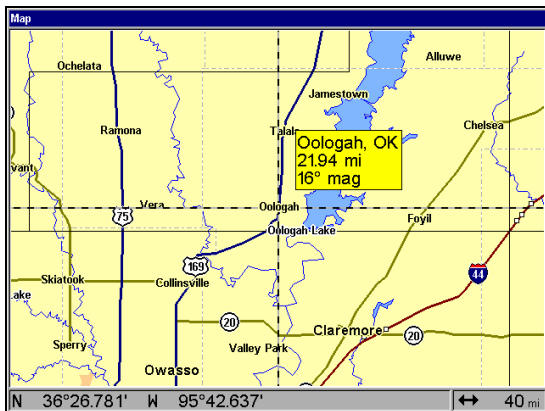 Map
Alluwe
Ochelata
Jamestown
Chelsea
Ramona
Talala
Oologah, OK
21.94 mi
16° mag
vant
Vera
Oologah
75
Foyil
Oologah Lake
169
44
Skiatook
Collinsville
Lake
20
Claremore
20
Sperry
Valley Park
Owasso
N 36°26.781' W 95°42.637' 40 mi